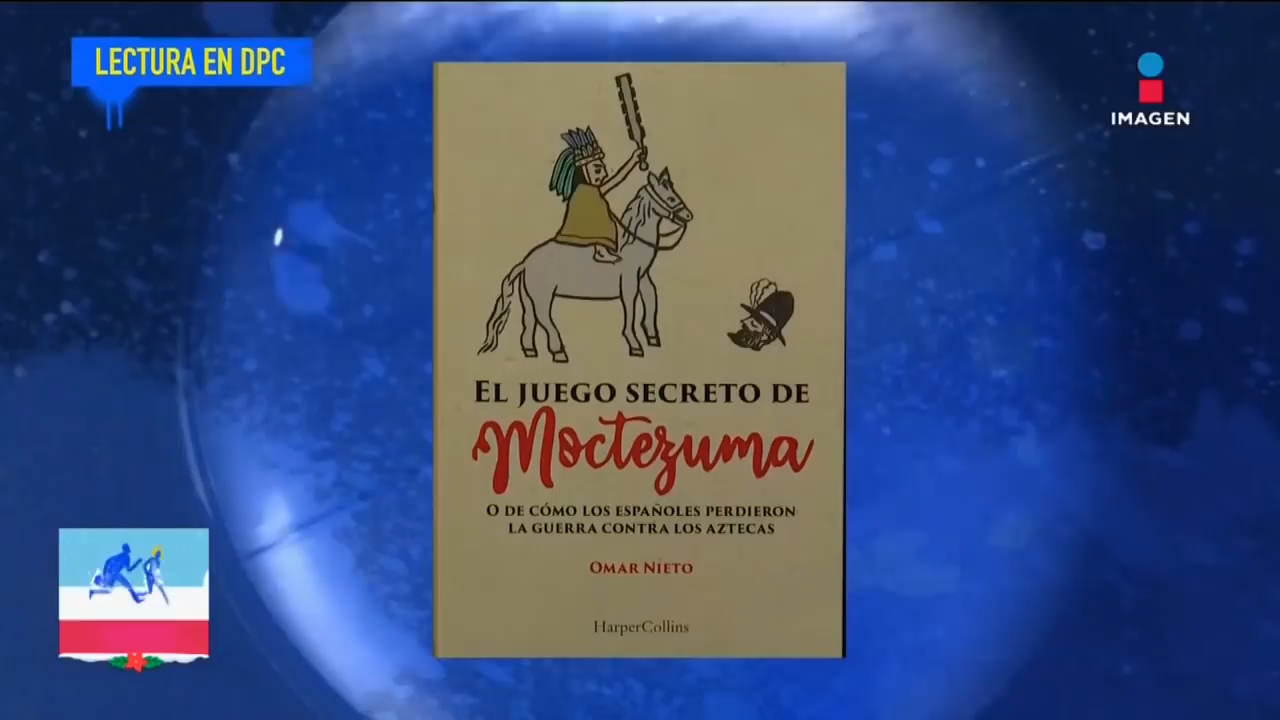 LECTURA EN DPC
IMAGEN
EL JUEGO SECRETO DE
Moctezuma
O DE CÓMO LOS ESPAÑOLES PERDIERON
LA GUERRA CONTRA LOS AZTECAS
OMAR NIETO
HarperCollins